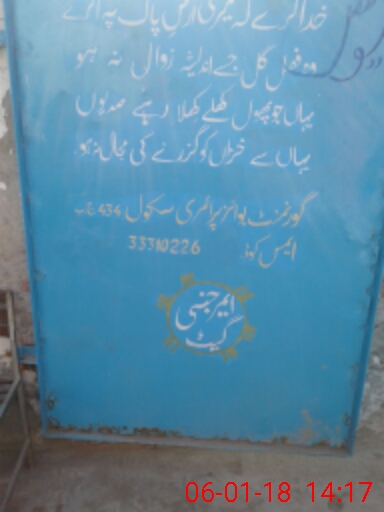 خدا کرے کہ میری ارض پاک پہ اترے
وہ فصل گل جسے اندیشۂ زوال نہ ہو
یہاں جو پھول کھلے کھلا رہے صدیوں
یہاں سے خزاں کو گزرنے کی مجال نہ ہو
گورنمنٹ بوائز پرائمری سکول 434 ج ب
ایمس کوڈ 33310226
ایمرجنسی
گیٹ
06-01-18 14:17